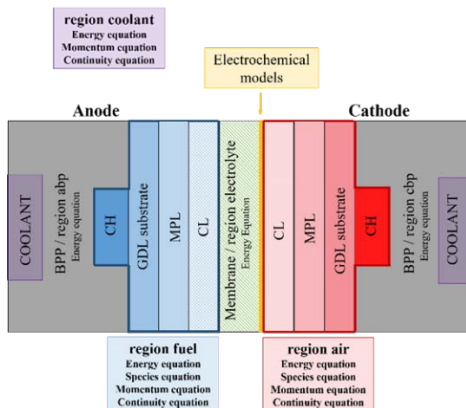 region coolant
Energy equation
Momentum equation
Continuity equation
Electrochemical
models
Anode
Cathode
COOLANT
BPP / region abp
Energy equation
CH
GDL substrate
MPL
CL
Membrane / region electrolyte
Energy Equation
CL
MPL
GDL substrate
CH
BPP / region cbp
Energy equation
COOLANT
region fuel
Energy equation
Species equation
Momentum equation
Continuity equation
region air
Energy equation
Species equation
Momentum equation
Continuity equation